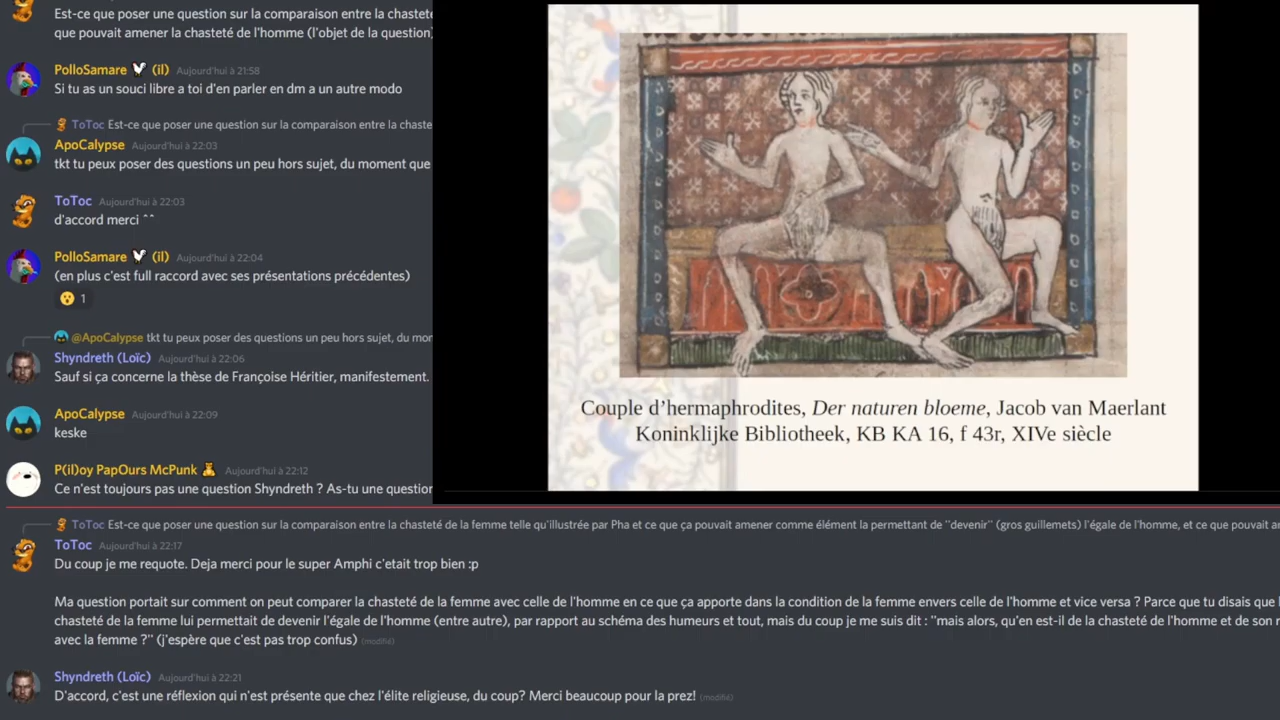 Est-ce que poser une question sur la comparaison entre la chasteté
que pouvait amener la chasteté de l'homme (l'objet de la question)
PolloSamare (il) Aujourd'hui à 21:58
Si tu as un souci libre a toi d'en parler en dm a un autre modo
ToToc Est-ce que poser une question sur la comparaison entre la chaste
ApoCalypse Aujourd'hui à 22:03
tkt tu peux poser des questions un peu hors sujet, du moment que
ToToc Aujourd'hui à 22:03
d'accord merci ^^
PolloSamare (il) Aujourd'hui à 22:04
(en plus c'est full raccord avec ses présentations précédentes)
😮 1
@ApoCalypse tkt tu peux poser des questions un peu hors sujet, du mor
Shyndreth (Loïc) Aujourd'hui à 22:06
Sauf si ça concerne la thèse de Françoise Héritier, manifestement.
ApoCalypse Aujourd'hui à 22:09
keske
P(il)oy PapOurs McPunk Aujourd'hui à 22:12
Ce n'est toujours pas une question Shyndreth ? As-tu une question
Couple d'hermaphrodites, Der naturen bloeme, Jacob van Maerlant
Koninklijke Bibliotheek, KB KA 16, f 43r, XIVe siècle
ToToc Est-ce que poser une question sur la comparaison entre la chasteté de la femme telle qu'illustrée par Pha et ce que ça pouvait amener comme élément la permettant de "devenir" (gros guillemets) l'égale de l'homme, et ce que pouvait ar
ToToc Aujourd'hui à 22:17
Du coup je me requote. Deja merci pour le super Amphi c'etait trop bien :p
Ma question portait sur comment on peut comparer la chasteté de la femme avec celle de l'homme en ce que ça apporte dans la condition de la femme envers celle de l'homme et vice versa ? Parce que tu disais que l
chasteté de la femme lui permettait de devenir l'égale de l'homme (entre autre), par rapport au schéma des humeurs et tout, mais du coup je me suis dit : "mais alors, qu'en est-il de la chasteté de l'homme et de son r
avec la femme ?" (j'espère que c'est pas trop confus) (modifié)
Shyndreth (Loïc) Aujourd'hui à 22:21
D'accord, c'est une réflexion qui n'est présente que chez l'élite religieuse, du coup? Merci beaucoup pour la prez! (modifié)